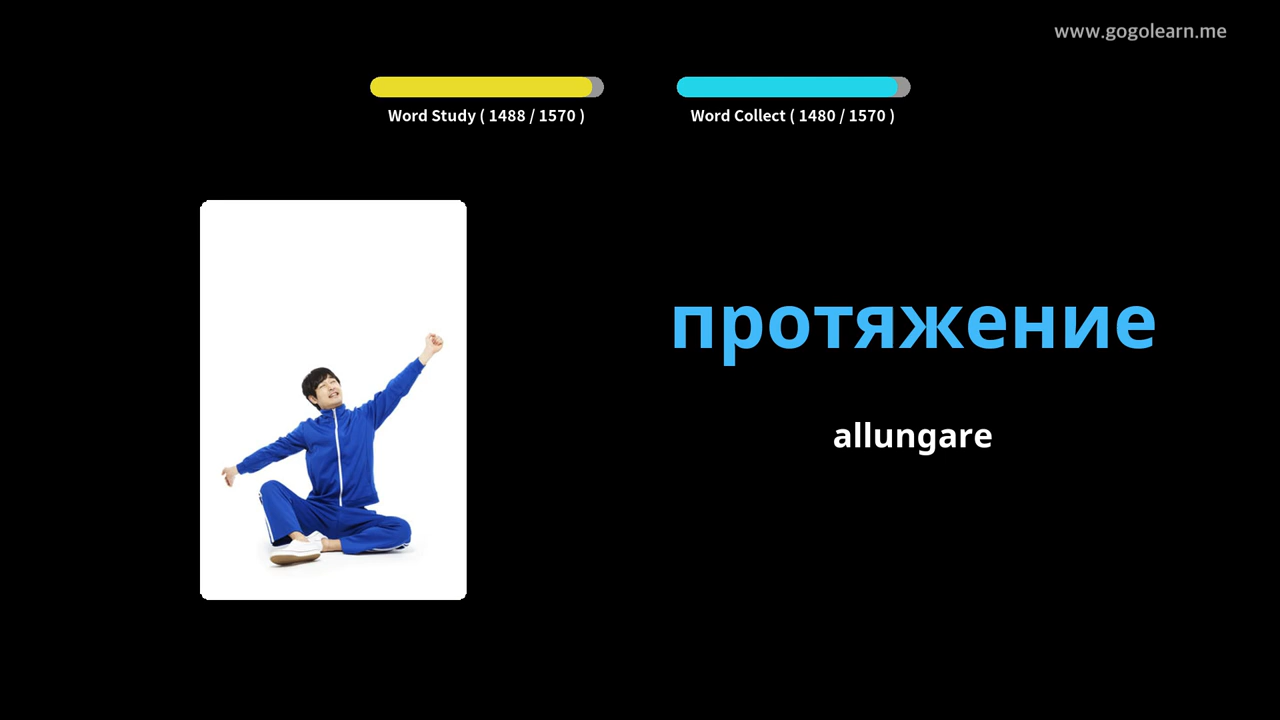 www.gogolearn.me
Word Study ( 1488 / 1570 )
Word Collect ( 1480 / 1570 )
протяжение
allungare